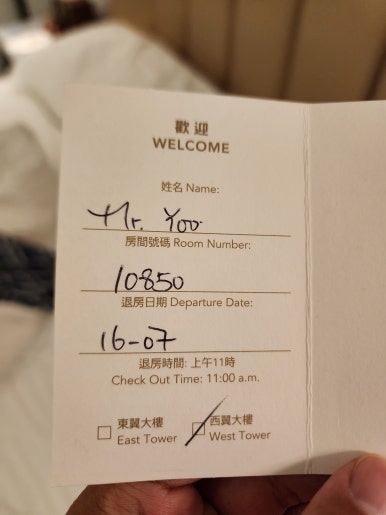 歡迎
WELCOME
姓名 Name:
Mr. Yoo
房間號碼 Room Number:
10850
退房日期 Departure Date:
16-07
退房時間: 上午11時
Check Out Time: 11:00 a.m.
東翼大樓
East Tower
西翼大樓
West Tower